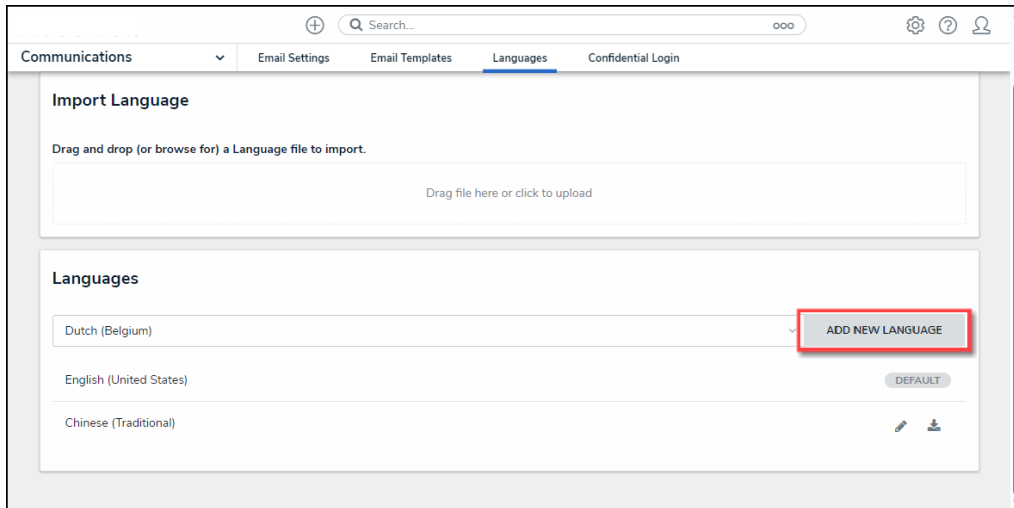 Search...
Communications
Email Settings
Email Templates
Languages
Confidential Login
Import Language
Drag and drop (or browse for) a Language file to import.
Drag file here or click to upload
Languages
Dutch (Belgium)
ADD NEW LANGUAGE
English (United States)
DEFAULT
Chinese (Traditional)